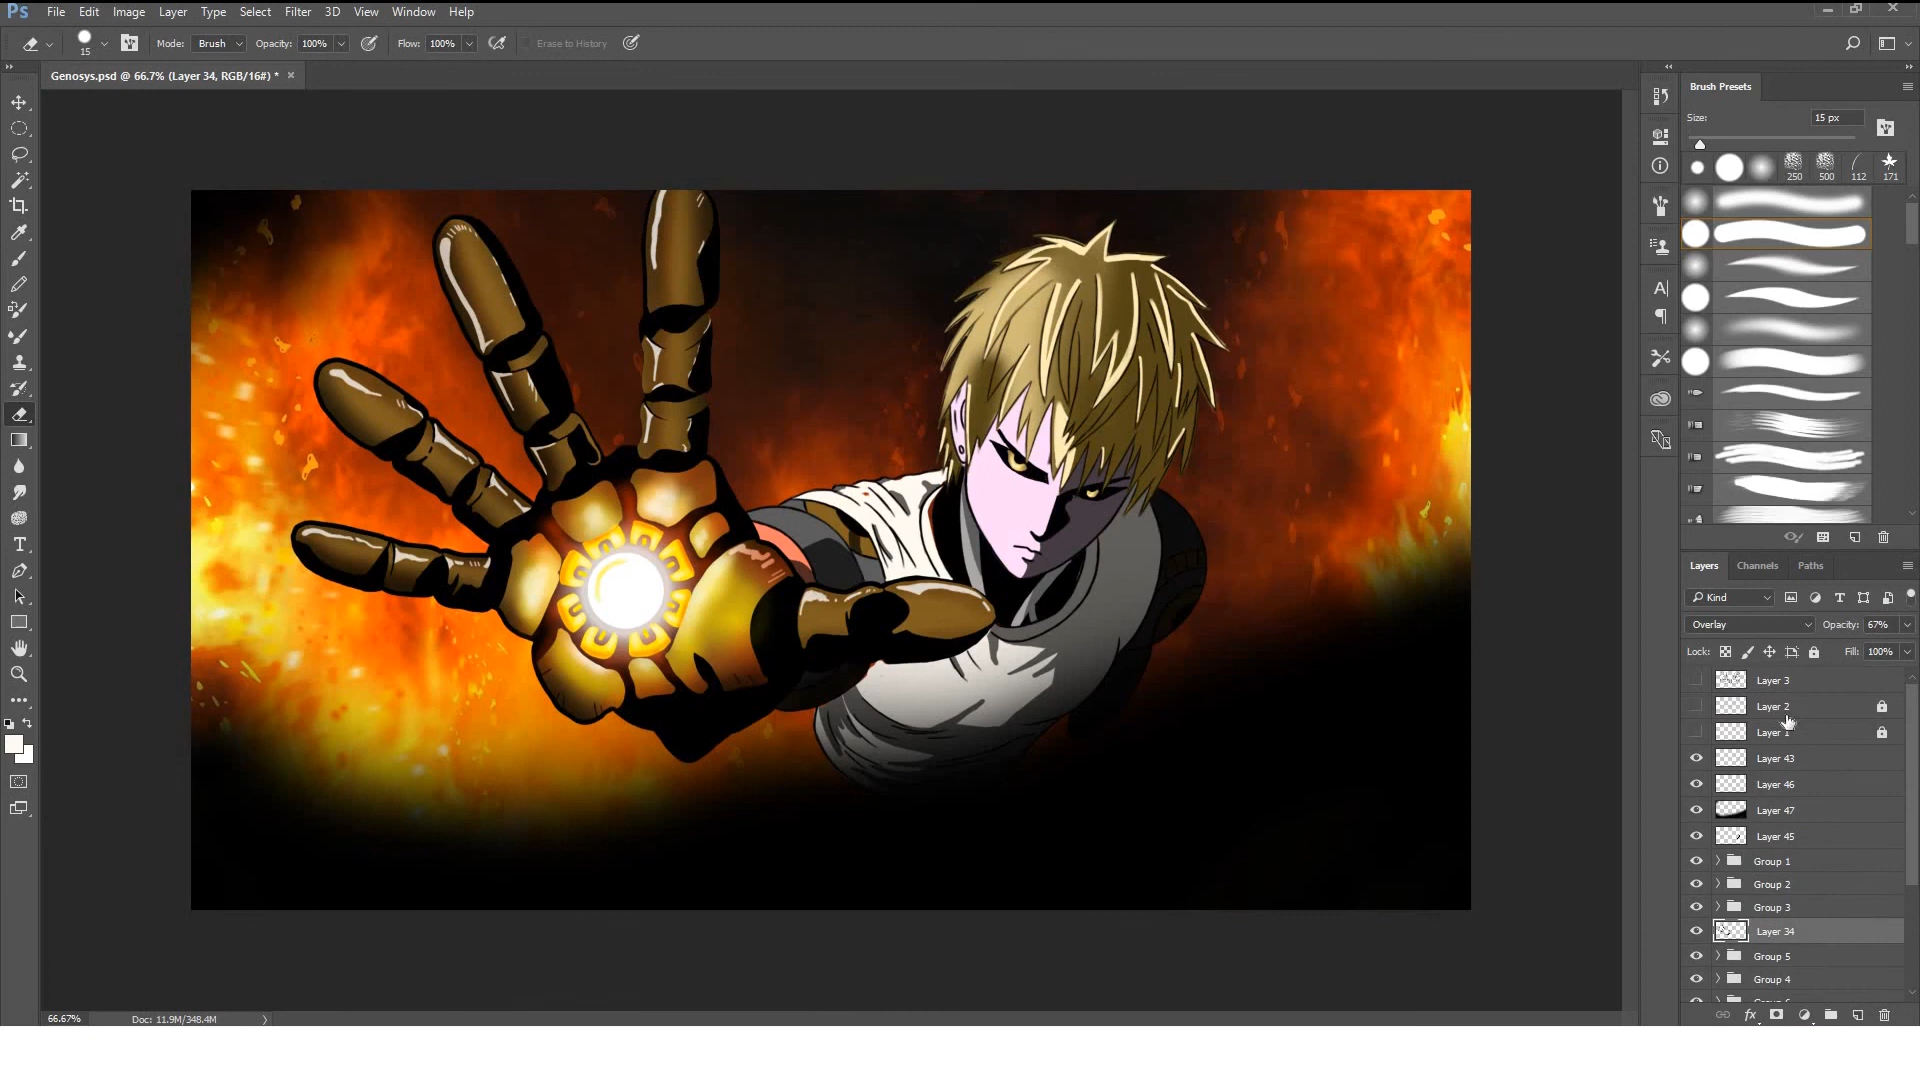 Ps File Edit Image Layer Type Select Filter 3D View Window Help
15 Mode: Brush Opacity: 100% Flow: 100% Erase to History
Genosys.psd @ 66.7% (Layer 34, RGB/16#) *
Brush Presets
Size: 15 px
250 500 112 171
Layers Channels Paths
Kind
Overlay Opacity: 67%
Lock: Fill: 100%
Layer 3
Layer 2
Layer 1
Layer 43
Layer 46
Layer 47
Layer 45
Group 1
Group 2
Group 3
Layer 34
Group 5
Group 4
66.67% Doc: 11.9M/348.4M